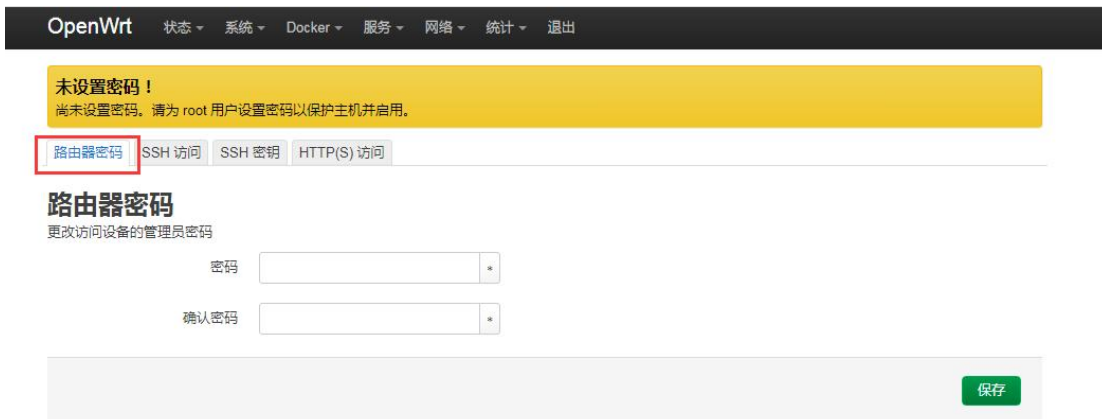 OpenWrt 状态 系统 Docker 服务 网络 统计 退出
未设置密码！
尚未设置密码。请为 root 用户设置密码以保护主机并启用。
路由器密码 SSH 访问 SSH 密钥 HTTP(S) 访问
路由器密码
更改访问设备的管理员密码
密码 *
确认密码 *
保存